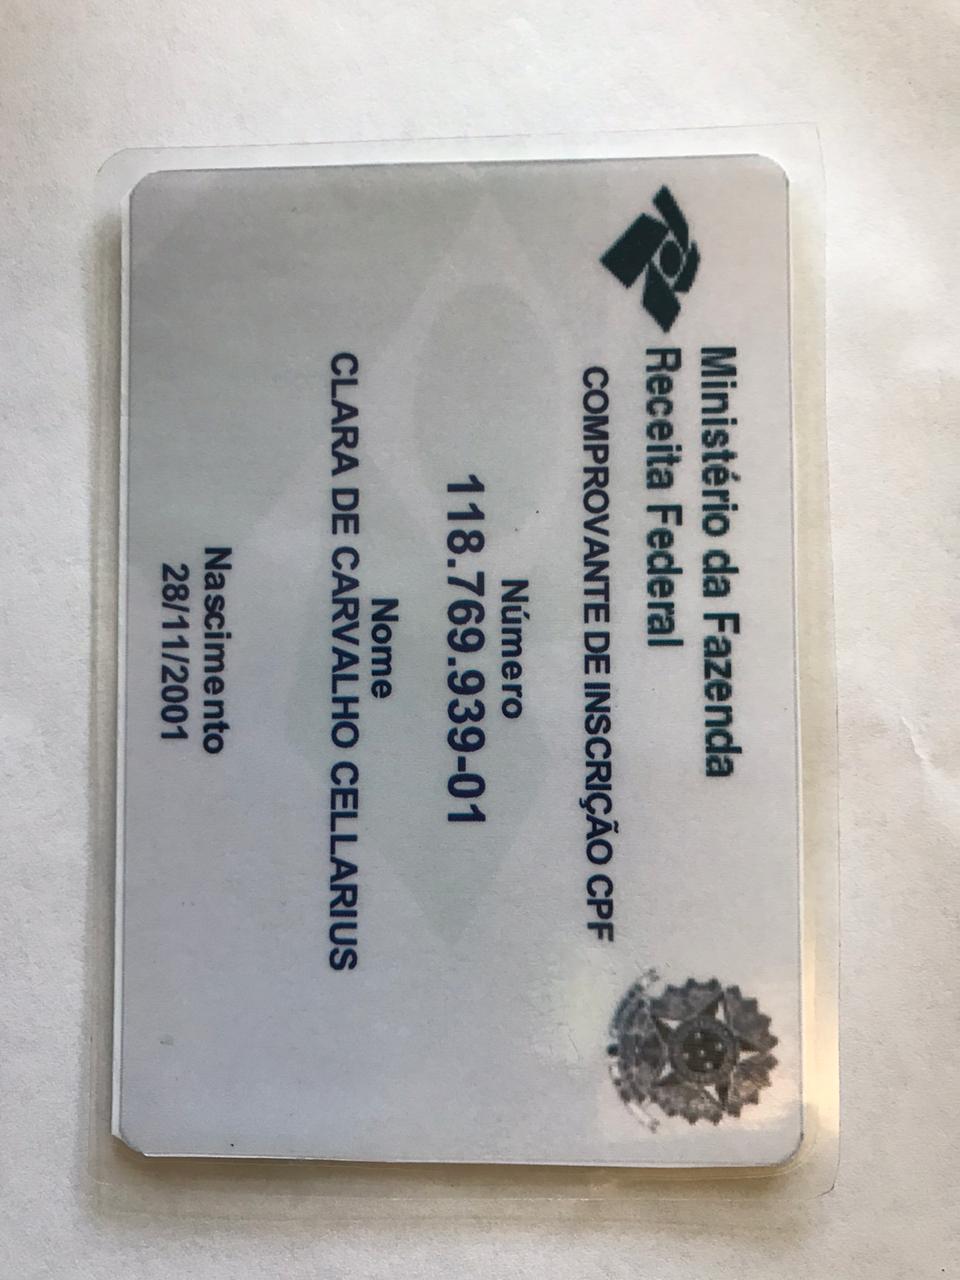 Ministério da Fazenda
Receita Federal
COMPROVANTE DE INSCRIÇÃO CPF
Número
118.769.939-01
Nome
CLARA DE CARVALHO CELLARIUS
Nascimento
28/11/2001